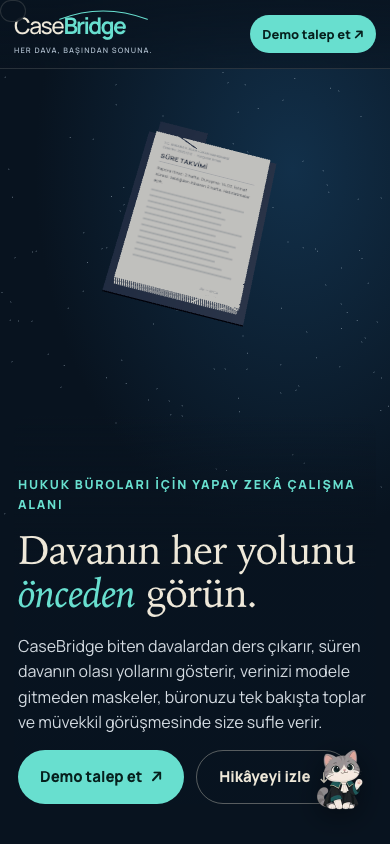 CaseBridge
Demo talep et ↗
HER DAVA, BAŞINDAN SONUNA.
SÜRE TAKVİMİ
HUKUK BÜROLARI İÇİN YAPAY ZEKÂ ÇALIŞMA
ALANI
Davanın her yolunu
önceden görün.
CaseBridge biten davalardan ders çıkarır, süren
davanın olası yollarını gösterir, verinizi modele
gitmeden maskeler, büronuzu tek bakışta toplar
ve müvekkil görüşmesinde size sufle verir.
Demo talep et ↗
Hikâyeyi izle